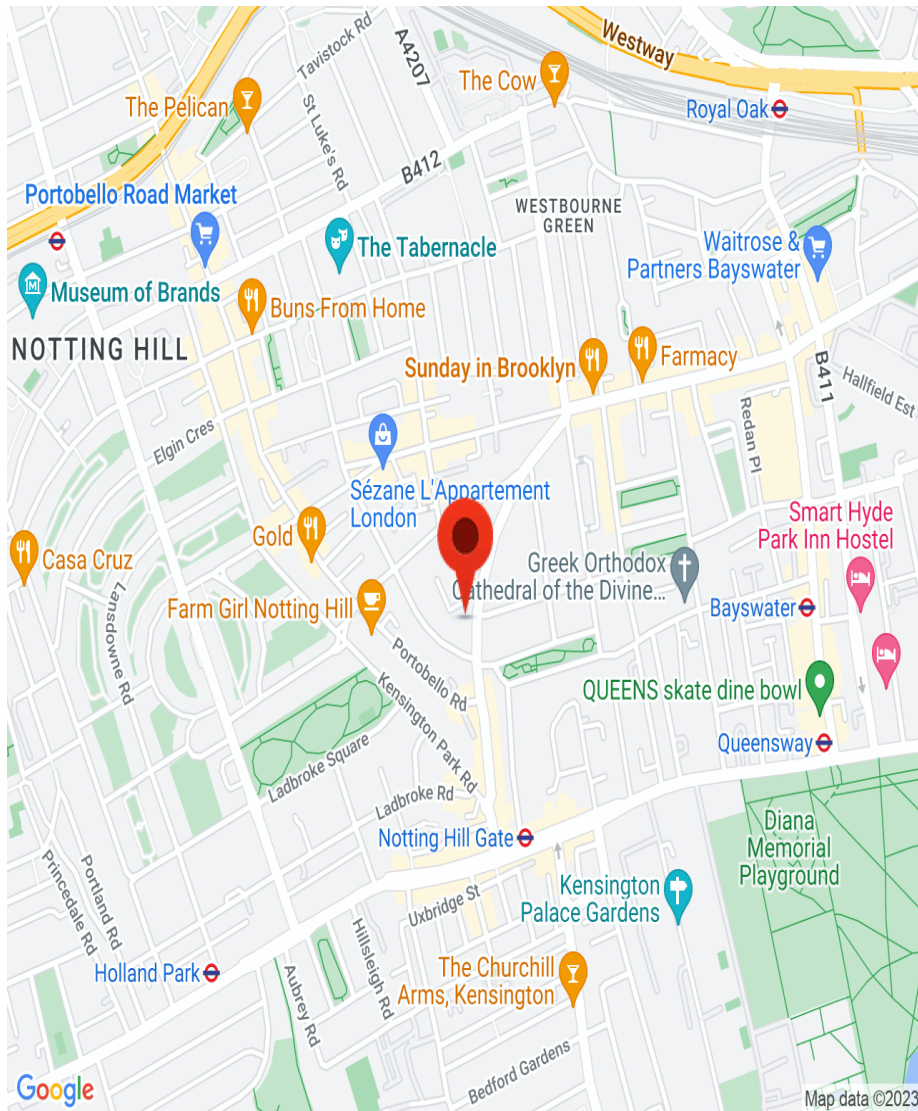 Westway
Tavistock Rd
A4207
The Cow
The Pelican
Royal Oak
St Luke's Rd
B412
Portobello Road Market
WESTBOURNE
GREEN
The Tabernacle
Waitrose &
Partners Bayswater
Museum of Brands
Buns From Home
NOTTING HILL
Sunday in Brooklyn
Farmacy
B411
Hallfield Est
Redan Pl
Elgin Cres
Sézane L'Appartement
London
Smart Hyde
Park Inn Hostel
Gold
Casa Cruz
Greek Orthodox
Cathedral of the Divine...
Lansdowne Rd
Farm Girl Notting Hill
Bayswater
Portobello Rd
QUEENS skate dine bowl
Kensington Park Rd
Queensway
Ladbroke Square
Ladbroke Rd
Notting Hill Gate
Diana
Memorial
Playground
Princedale Rd
Portland Rd
Kensington
Palace Gardens
Uxbridge St
Hillsleigh Rd
Holland Park
Aubrey Rd
The Churchill
Arms, Kensington
Bedford Gardens
Google
Map data ©2023